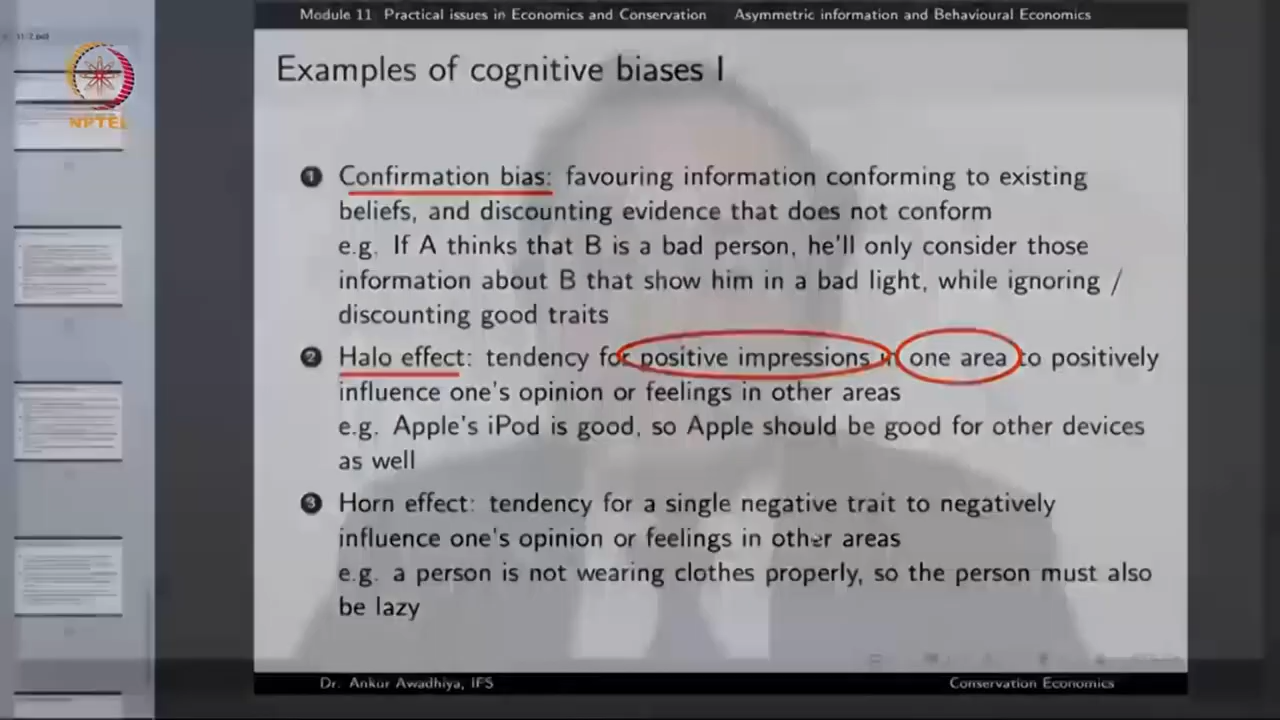 Module 11 Practical issues in Economics and Conservation Asymmetric information and Behavioural Economics
NPTEL
Examples of cognitive biases I
1 Confirmation bias: favouring information conforming to existing
beliefs, and discounting evidence that does not conform
e.g. If A thinks that B is a bad person, he'll only consider those
information about B that show him in a bad light, while ignoring /
discounting good traits
2 Halo effect: tendency for positive impressions in one area to positively
influence one's opinion or feelings in other areas
e.g. Apple's iPod is good, so Apple should be good for other devices
as well
3 Horn effect: tendency for a single negative trait to negatively
influence one's opinion or feelings in other areas
e.g. a person is not wearing clothes properly, so the person must also
be lazy
Dr. Ankur Awadhiya, IFS Conservation Economics